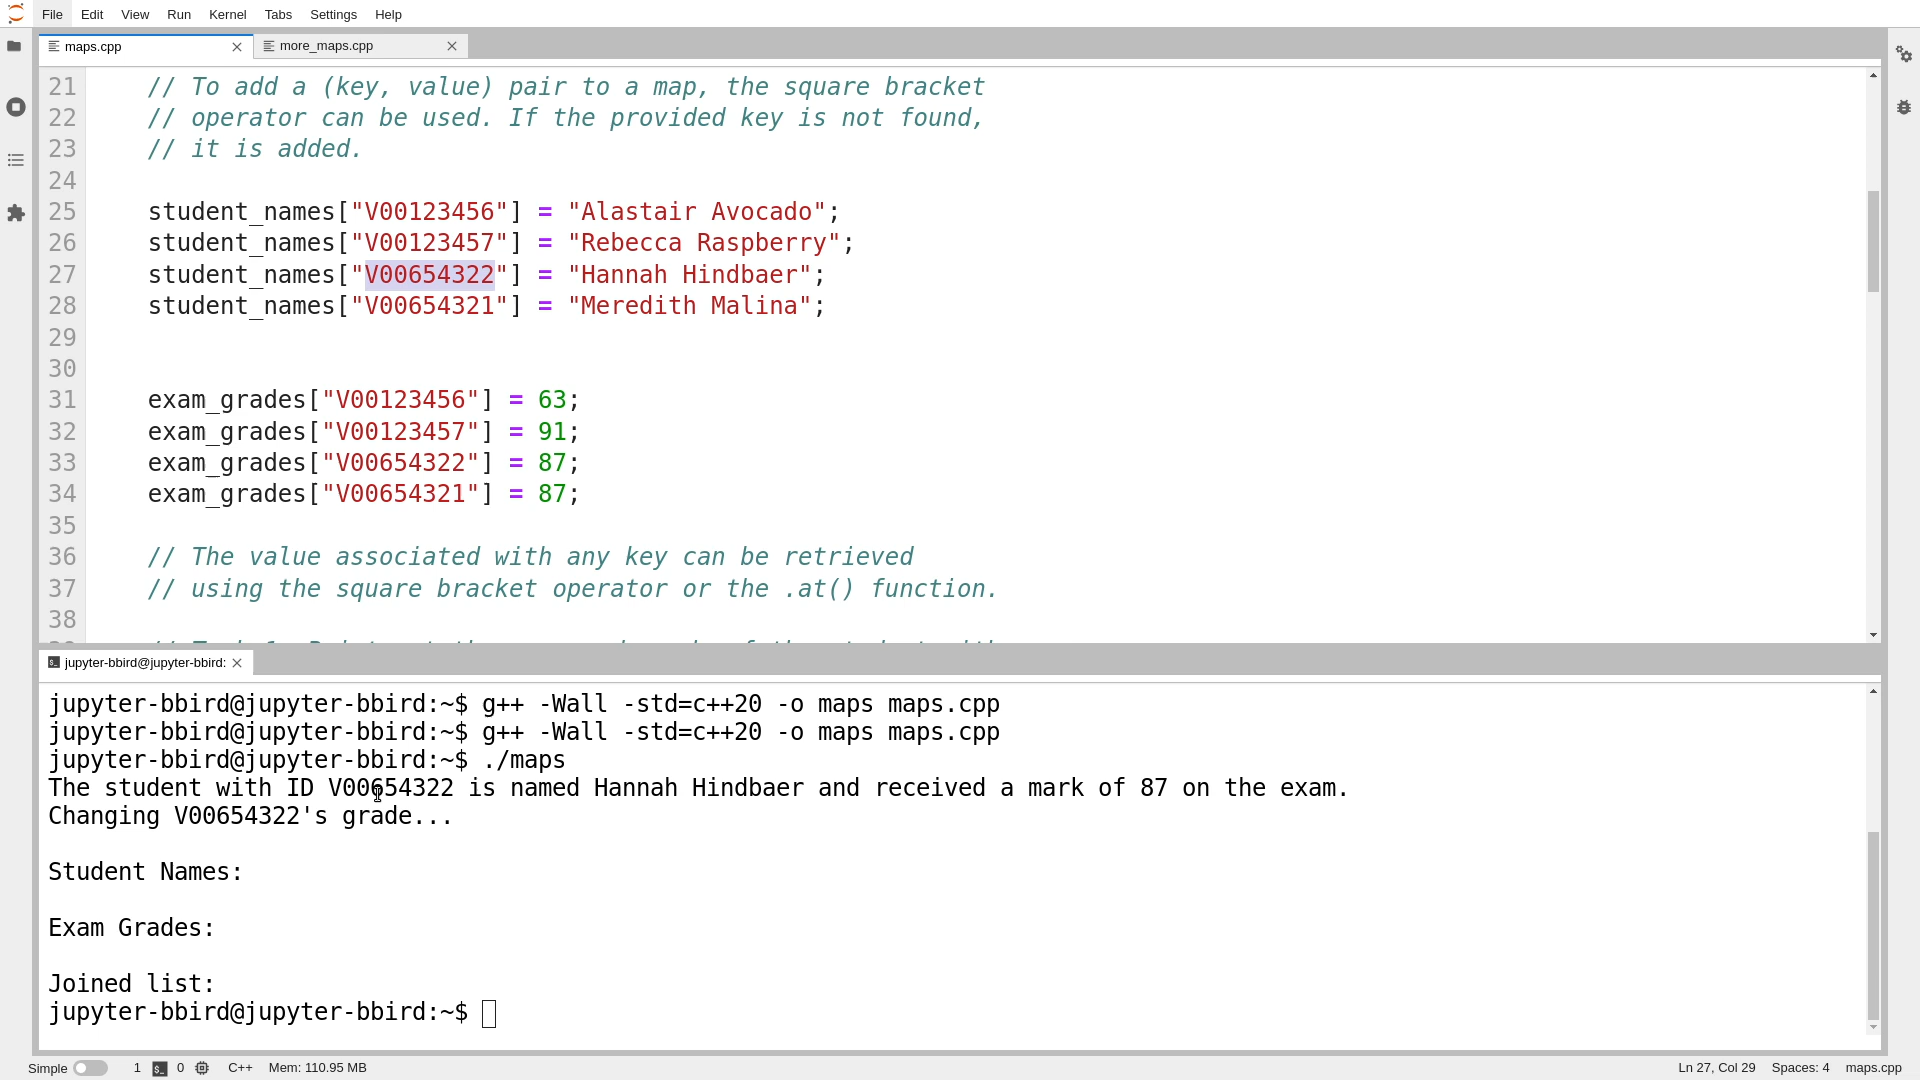 File Edit View Run Kernel Tabs Settings Help
maps.cpp
more_maps.cpp
21 // To add a (key, value) pair to a map, the square bracket
22 // operator can be used. If the provided key is not found,
23 // it is added.
24
25 student_names["V00123456"] = "Alastair Avocado";
26 student_names["V00123457"] = "Rebecca Raspberry";
27 student_names["V00654322"] = "Hannah Hindbaer";
28 student_names["V00654321"] = "Meredith Malina";
29
30
31 exam_grades["V00123456"] = 63;
32 exam_grades["V00123457"] = 91;
33 exam_grades["V00654322"] = 87;
34 exam_grades["V00654321"] = 87;
35
36 // The value associated with any key can be retrieved
37 // using the square bracket operator or the .at() function.
38
jupyter-bbird@jupyter-bbird:
jupyter-bbird@jupyter-bbird:~$ g++ -Wall -std=c++20 -o maps maps.cpp
jupyter-bbird@jupyter-bbird:~$ g++ -Wall -std=c++20 -o maps maps.cpp
jupyter-bbird@jupyter-bbird:~$ ./maps
The student with ID V00654322 is named Hannah Hindbaer and received a mark of 87 on the exam.
Changing V00654322's grade...
Student Names:
Exam Grades:
Joined list:
jupyter-bbird@jupyter-bbird:~$
Simple 1 $_ 0 C++ Mem: 110.95 MB Ln 27, Col 29 Spaces: 4 maps.cpp